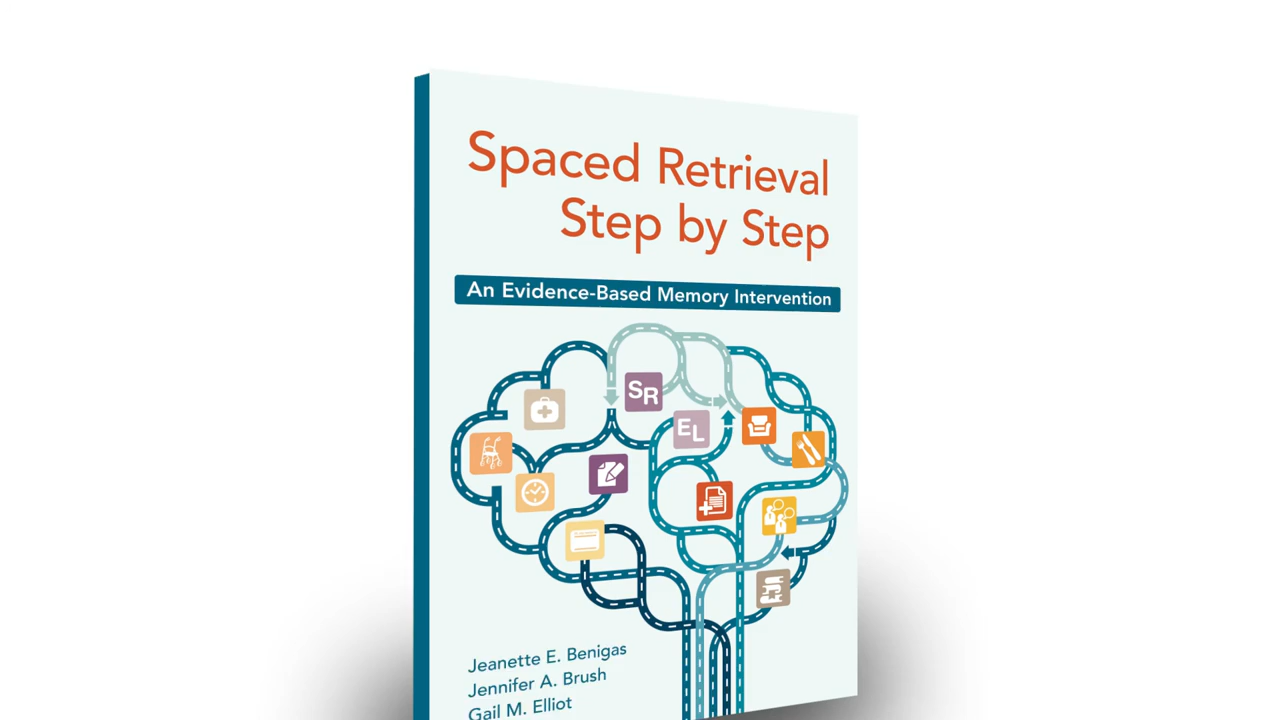 Spaced Retrieval
Step by Step
An Evidence-Based Memory Intervention
SR
EL
Jeanette E. Benigas
Jennifer A. Brush
Gail M. Elliot